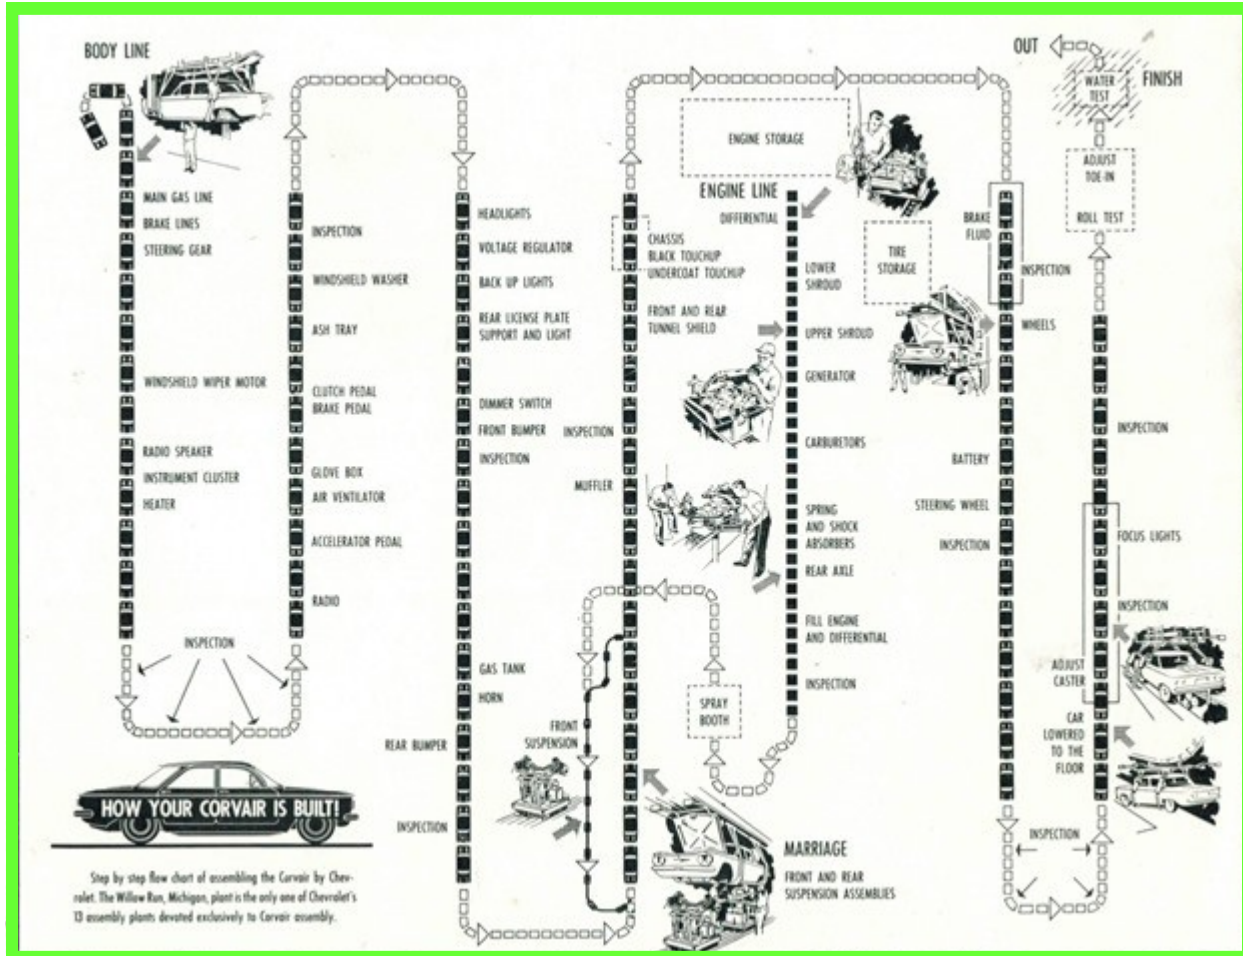 BODY LINE
MAIN GAS LINE
BRAKE LINES
STEERING GEAR
WINDSHIELD WIPER MOTOR
RADIO SPEAKER
INSTRUMENT CLUSTER
HEATER
INSPECTION
INSPECTION
WINDSHIELD WASHER
ASH TRAY
CLUTCH PEDAL
BRAKE PEDAL
GLOVE BOX
AIR VENTILATOR
ACCELERATOR PEDAL
RADIO
HEADLIGHTS
VOLTAGE REGULATOR
BACK UP LIGHTS
REAR LICENSE PLATE
SUPPORT AND LIGHT
DIMMER SWITCH
FRONT BUMPER
INSPECTION
GAS TANK
HORN
REAR BUMPER
INSPECTION
CHASSIS
BLACK TOUCHUP
UNDERCOAT TOUCHUP
FRONT AND REAR
TUNNEL SHIELD
INSPECTION
MUFFLER
FRONT
SUSPENSION
ENGINE STORAGE
ENGINE LINE
DIFFERENTIAL
LOWER
SHROUD
UPPER SHROUD
GENERATOR
CARBURETORS
SPRING
AND SHOCK
ABSORBERS
REAR AXLE
FILL ENGINE
AND DIFFERENTIAL
INSPECTION
SPRAY
BOOTH
MARRIAGE
FRONT AND REAR
SUSPENSION ASSEMBLIES
TIRE
STORAGE
BRAKE
FLUID
INSPECTION
WHEELS
BATTERY
STEERING WHEEL
INSPECTION
INSPECTION
CAR
LOWERED
TO THE
FLOOR
ADJUST
CASTER
INSPECTION
FOCUS LIGHTS
INSPECTION
ROLL TEST
ADJUST
TOE-IN
WATER
TEST
FINISH
OUT
HOW YOUR CORVAIR IS BUILT!
Step by step flow chart of assembling the Corvair by Chev-
rolet. The Willow Run, Michigan, plant is the only one of Chevrolet's
13 assembly plants devoted exclusively to Corvair assembly.